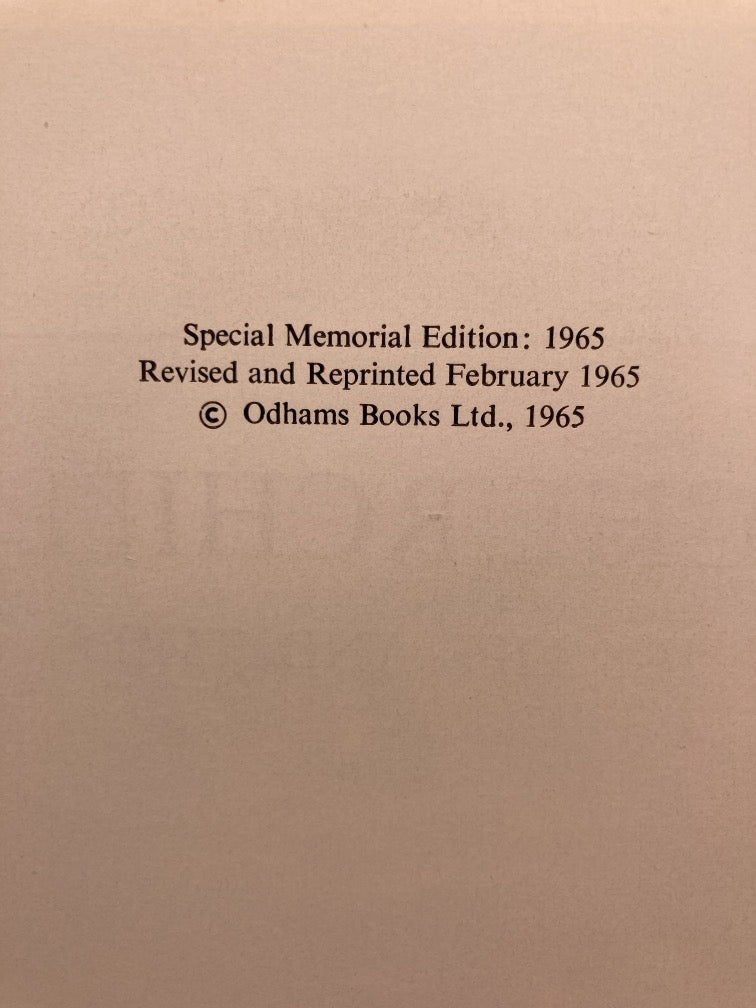 Special Memorial Edition: 1965
Revised and Reprinted February 1965
© Odhams Books Ltd., 1965